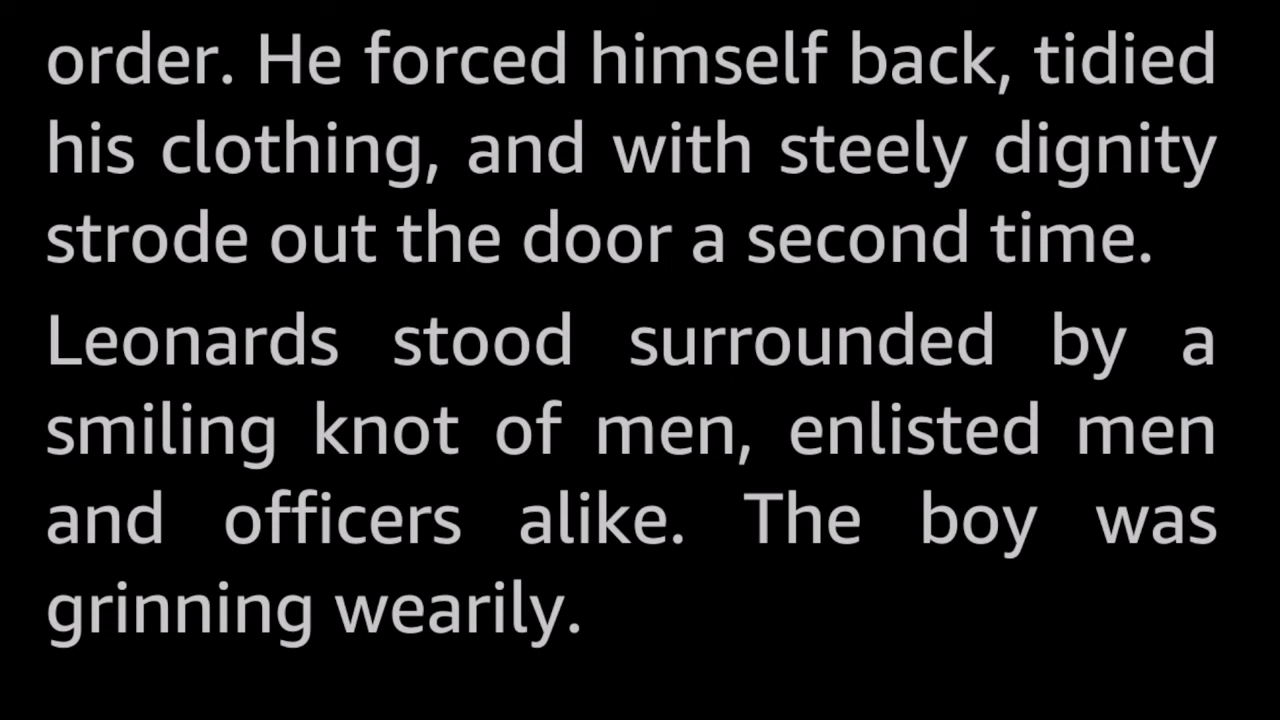 order. He forced himself back, tidied
his clothing, and with steely dignity
strode out the door a second time.
Leonards stood surrounded by a
smiling knot of men, enlisted men
and officers alike. The boy was
grinning wearily.